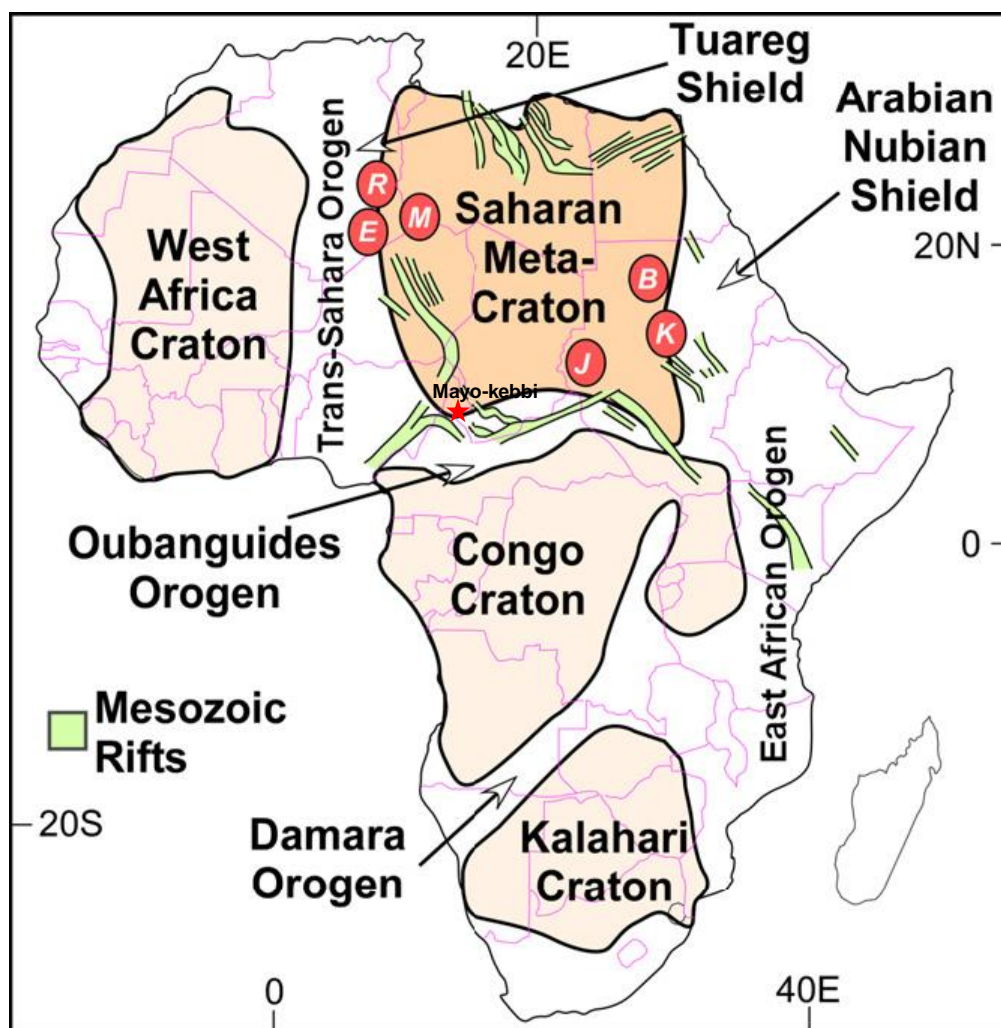 20E
Tuareg
Shield
Arabian
Nubian
Shield
Trans-Sahara Orogen
R
M
E
Saharan
Meta-
Craton
20N
West
Africa
Craton
B
K
J
Mayo-kebbi
Oubanguides
Orogen
Congo
Craton
0
East African Orogen
Mesozoic
Rifts
20S
Damara
Orogen
Kalahari
Craton
0
40E